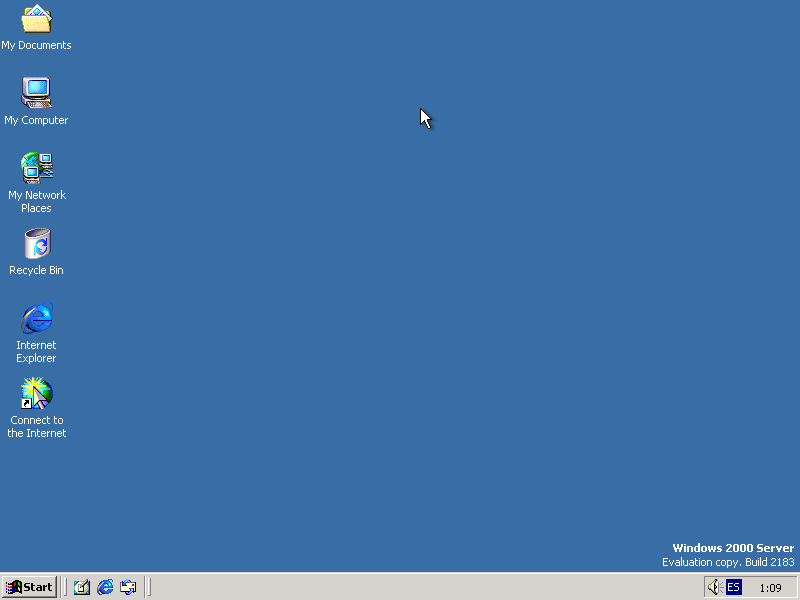 My Documents
My Computer
My Network
Places
Recycle Bin
Internet
Explorer
Connect to
the Internet
Windows 2000 Server
Evaluation copy. Build 2183
Start
ES
1:09